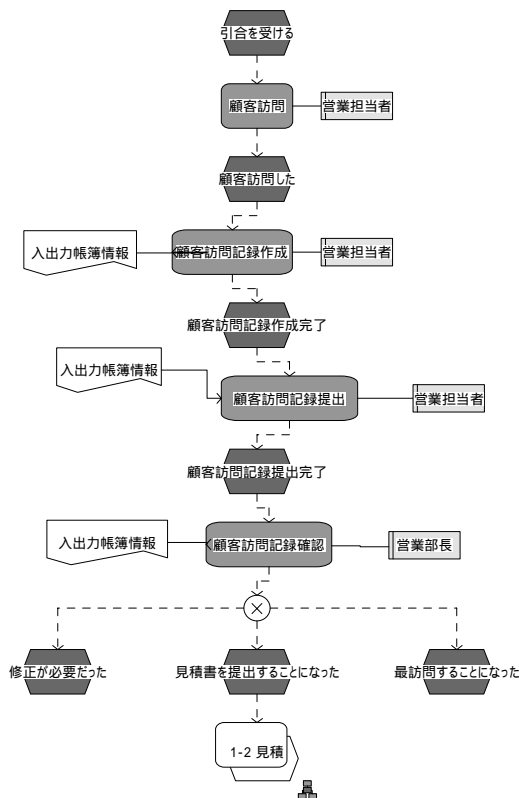 引合を受ける
顧客訪問
営業担当者
顧客訪問した
入出力帳簿情報
顧客訪問記録作成
営業担当者
顧客訪問記録作成完了
入出力帳簿情報
顧客訪問記録提出
営業担当者
顧客訪問記録提出完了
入出力帳簿情報
顧客訪問記録確認
営業部長
修正が必要だった
見積書を提出することになった
最訪問することになった
1-2 見積